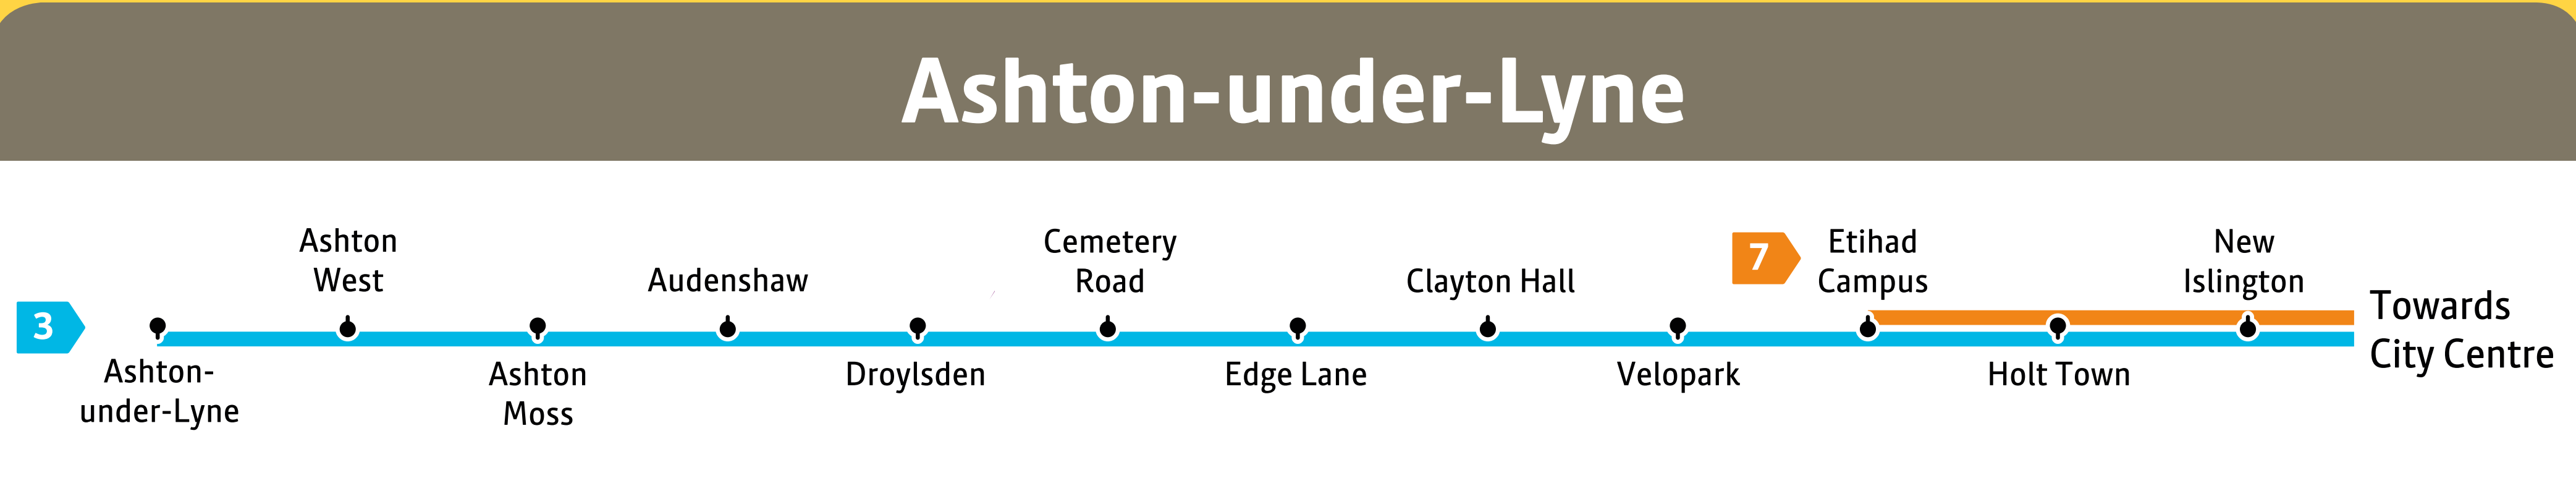 Ashton-under-Lyne
3
Ashton-
under-Lyne
Ashton
West
Ashton
Moss
Audenshaw
Droylsden
Cemetery
Road
Edge Lane
Clayton Hall
Velopark
7
Etihad
Campus
Holt Town
New
Islington
Towards
City Centre